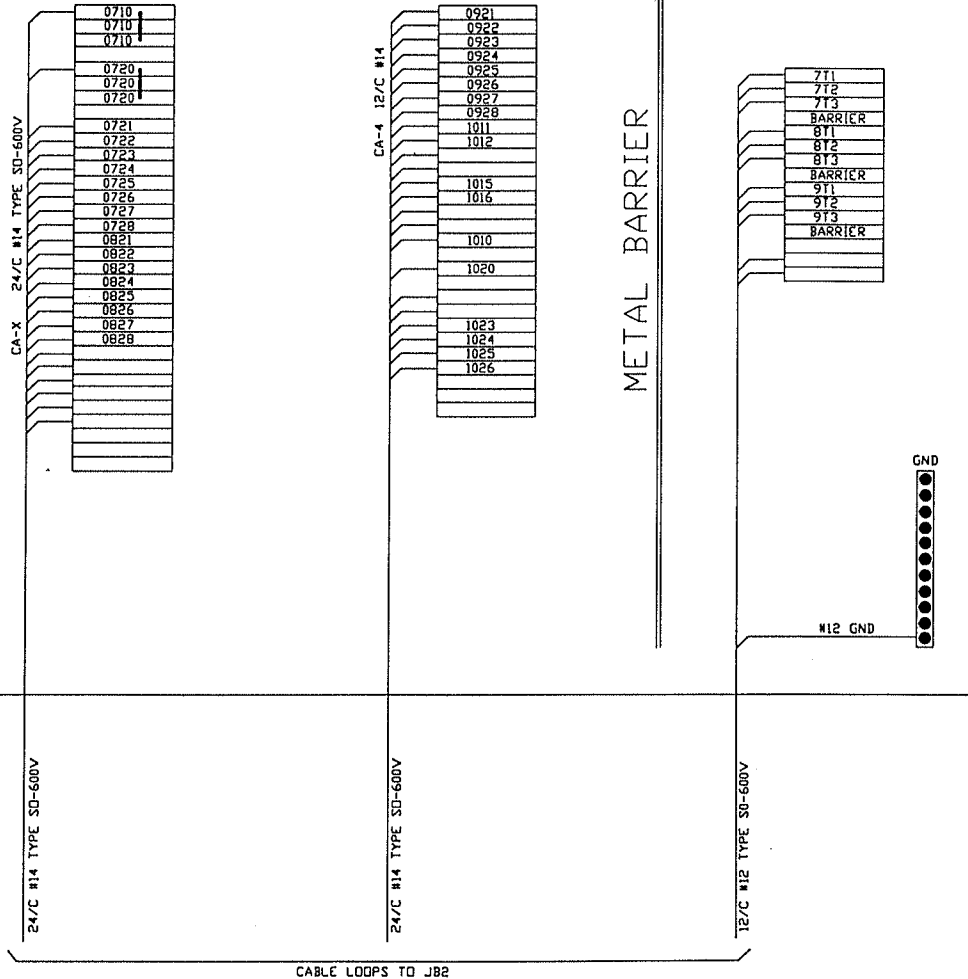 CA-X 24/C #14 TYPE SO-600V
0710
0710
0710
0720
0720
0720
0721
0722
0723
0724
0725
0726
0727
0728
0821
0822
0823
0824
0825
0826
0827
0828
CA-4 12/C #14
0921
0922
0923
0924
0925
0926
0927
0928
1011
1012
1015
1016
1010
1020
1023
1024
1025
1026
METAL BARRIER
7T1
7T2
7T3
BARRIER
8T1
8T2
8T3
BARRIER
9T1
9T2
9T3
BARRIER
GND
#12 GND
24/C #14 TYPE SO-600V
24/C #14 TYPE SO-600V
12/C #12 TYPE SO-600V
CABLE LOOPS TO JB2